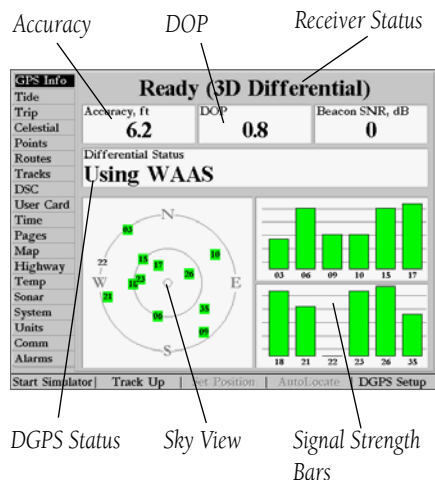 Accuracy
DOP
Receiver Status
GPS Info
Tide
Trip
Celestial
Points
Routes
Tracks
DSC
User Card
Time
Pages
Map
Highway
Temp
Sonar
System
Units
Comm
Alarms
Ready (3D Differential)
Accuracy, ft
6.2
DOP
0.8
Beacon SNR, dB
0
Differential Status
Using WAAS
N
03
10
22
15
17
26
W
18
23
E
21
06
35
09
S
03 06 09 10 15 17
18 21 22 23 26 35
Start Simulator| Track Up | Set Position | AutoLocate | DGPS Setup
DGPS Status
Sky View
Signal Strength
Bars